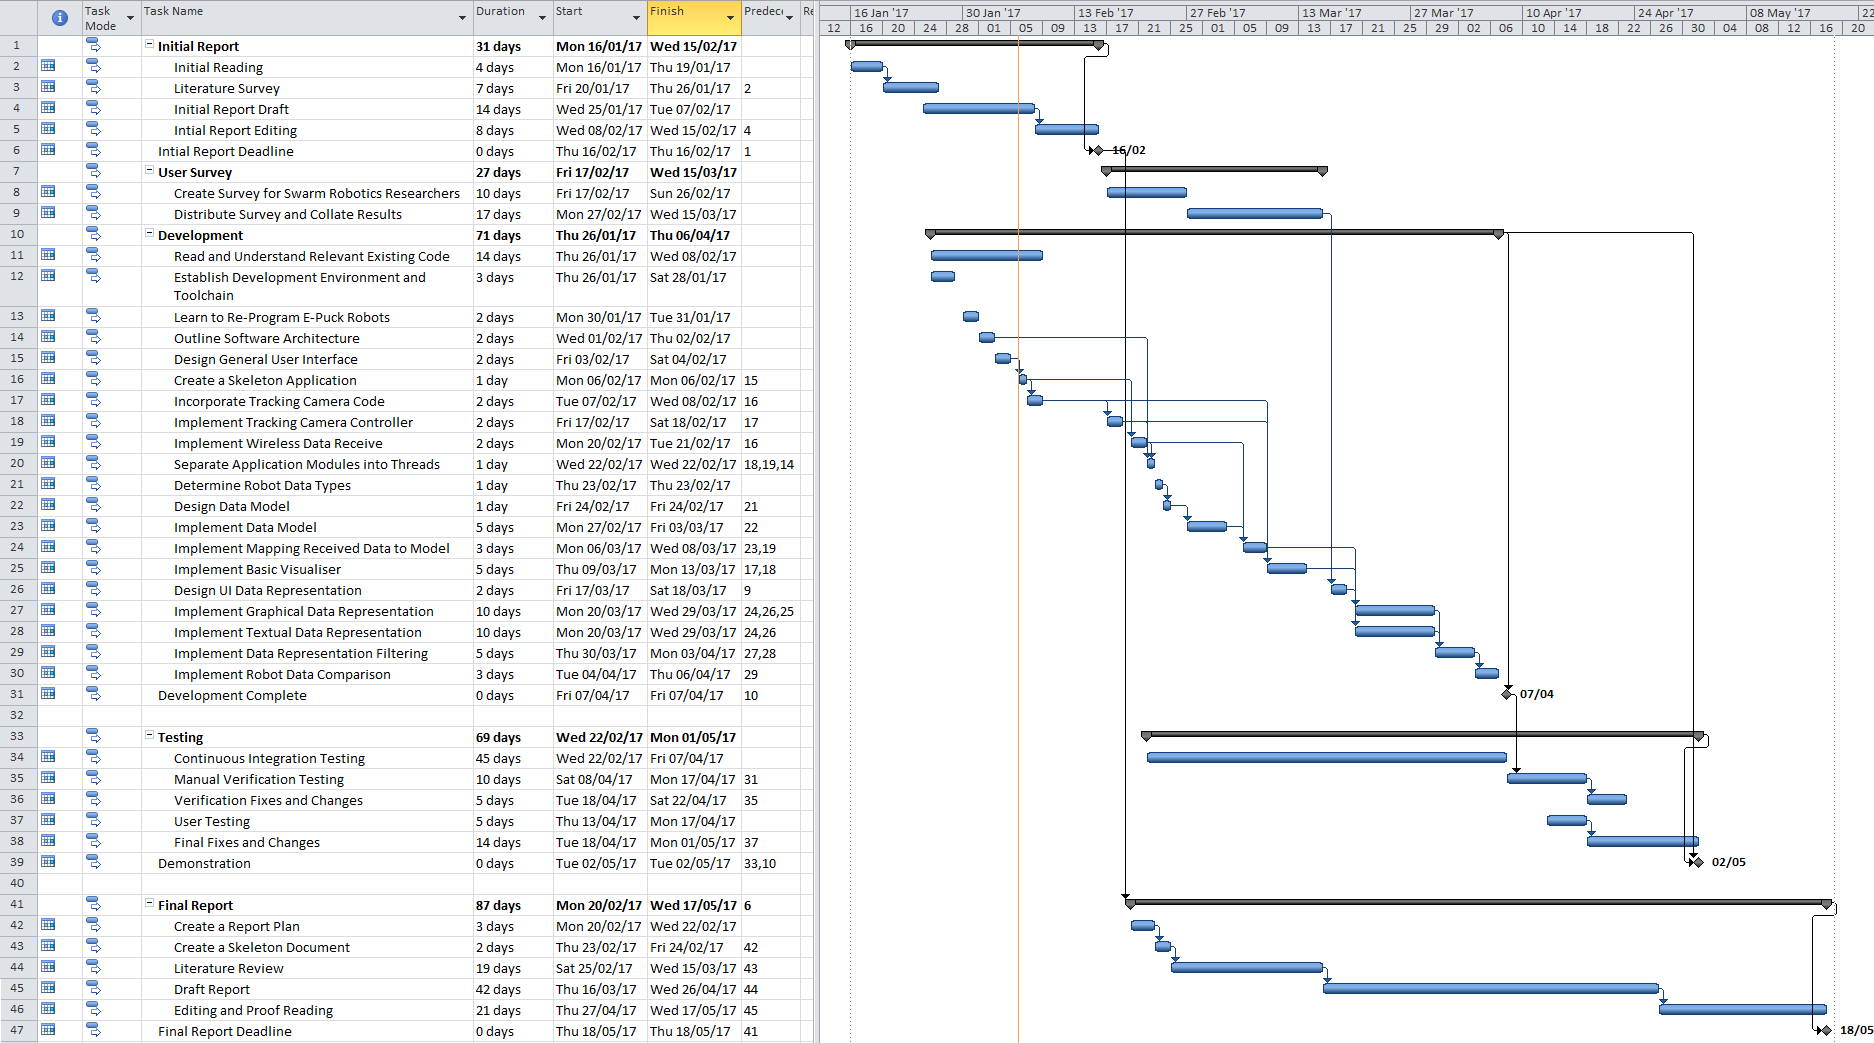 Task Mode Task Name Duration Start Finish Predec Re
16 Jan '17 30 Jan '17 13 Feb '17 27 Feb '17 13 Mar '17 27 Mar '17 10 Apr '17 24 Apr '17 08 May '17 22
12 16 20 24 28 01 05 09 13 17 21 25 01 05 09 13 17 21 25 29 02 06 10 14 18 22 26 30 04 08 12 16 20
1 Initial Report 31 days Mon 16/01/17 Wed 15/02/17
2 Initial Reading 4 days Mon 16/01/17 Thu 19/01/17
3 Literature Survey 7 days Fri 20/01/17 Thu 26/01/17 2
4 Initial Report Draft 14 days Wed 25/01/17 Tue 07/02/17
5 Intial Report Editing 8 days Wed 08/02/17 Wed 15/02/17 4
6 Intial Report Deadline 0 days Thu 16/02/17 Thu 16/02/17 1 16/02
7 User Survey 27 days Fri 17/02/17 Wed 15/03/17
8 Create Survey for Swarm Robotics Researchers 10 days Fri 17/02/17 Sun 26/02/17
9 Distribute Survey and Collate Results 17 days Mon 27/02/17 Wed 15/03/17
10 Development 71 days Thu 26/01/17 Thu 06/04/17
11 Read and Understand Relevant Existing Code 14 days Thu 26/01/17 Wed 08/02/17
12 Establish Development Environment and 3 days Thu 26/01/17 Sat 28/01/17
Toolchain
13 Learn to Re-Program E-Puck Robots 2 days Mon 30/01/17 Tue 31/01/17
14 Outline Software Architecture 2 days Wed 01/02/17 Thu 02/02/17
15 Design General User Interface 2 days Fri 03/02/17 Sat 04/02/17
16 Create a Skeleton Application 1 day Mon 06/02/17 Mon 06/02/17 15
17 Incorporate Tracking Camera Code 2 days Tue 07/02/17 Wed 08/02/17 16
18 Implement Tracking Camera Controller 2 days Fri 17/02/17 Sat 18/02/17 17
19 Implement Wireless Data Receive 2 days Mon 20/02/17 Tue 21/02/17 16
20 Separate Application Modules into Threads 1 day Wed 22/02/17 Wed 22/02/17 18,19,14
21 Determine Robot Data Types 1 day Thu 23/02/17 Thu 23/02/17
22 Design Data Model 1 day Fri 24/02/17 Fri 24/02/17 21
23 Implement Data Model 5 days Mon 27/02/17 Fri 03/03/17 22
24 Implement Mapping Received Data to Model 3 days Mon 06/03/17 Wed 08/03/17 23,19
25 Implement Basic Visualiser 5 days Thu 09/03/17 Mon 13/03/17 17,18
26 Design UI Data Representation 2 days Fri 17/03/17 Sat 18/03/17 9
27 Implement Graphical Data Representation 10 days Mon 20/03/17 Wed 29/03/17 24,26,25
28 Implement Textual Data Representation 10 days Mon 20/03/17 Wed 29/03/17 24,26
29 Implement Data Representation Filtering 5 days Thu 30/03/17 Mon 03/04/17 27,28
30 Implement Robot Data Comparison 3 days Tue 04/04/17 Thu 06/04/17 29
31 Development Complete 0 days Fri 07/04/17 Fri 07/04/17 10 07/04
32
33 Testing 69 days Wed 22/02/17 Mon 01/05/17
34 Continuous Integration Testing 45 days Wed 22/02/17 Fri 07/04/17
35 Manual Verification Testing 10 days Sat 08/04/17 Mon 17/04/17 31
36 Verification Fixes and Changes 5 days Tue 18/04/17 Sat 22/04/17 35
37 User Testing 5 days Thu 13/04/17 Mon 17/04/17
38 Final Fixes and Changes 14 days Tue 18/04/17 Mon 01/05/17 37
39 Demonstration 0 days Tue 02/05/17 Tue 02/05/17 33,10 02/05
40
41 Final Report 87 days Mon 20/02/17 Wed 17/05/17 6
42 Create a Report Plan 3 days Mon 20/02/17 Wed 22/02/17
43 Create a Skeleton Document 2 days Thu 23/02/17 Fri 24/02/17 42
44 Literature Review 19 days Sat 25/02/17 Wed 15/03/17 43
45 Draft Report 42 days Thu 16/03/17 Wed 26/04/17 44
46 Editing and Proof Reading 21 days Thu 27/04/17 Wed 17/05/17 45
47 Final Report Deadline 0 days Thu 18/05/17 Thu 18/05/17 41 18/05